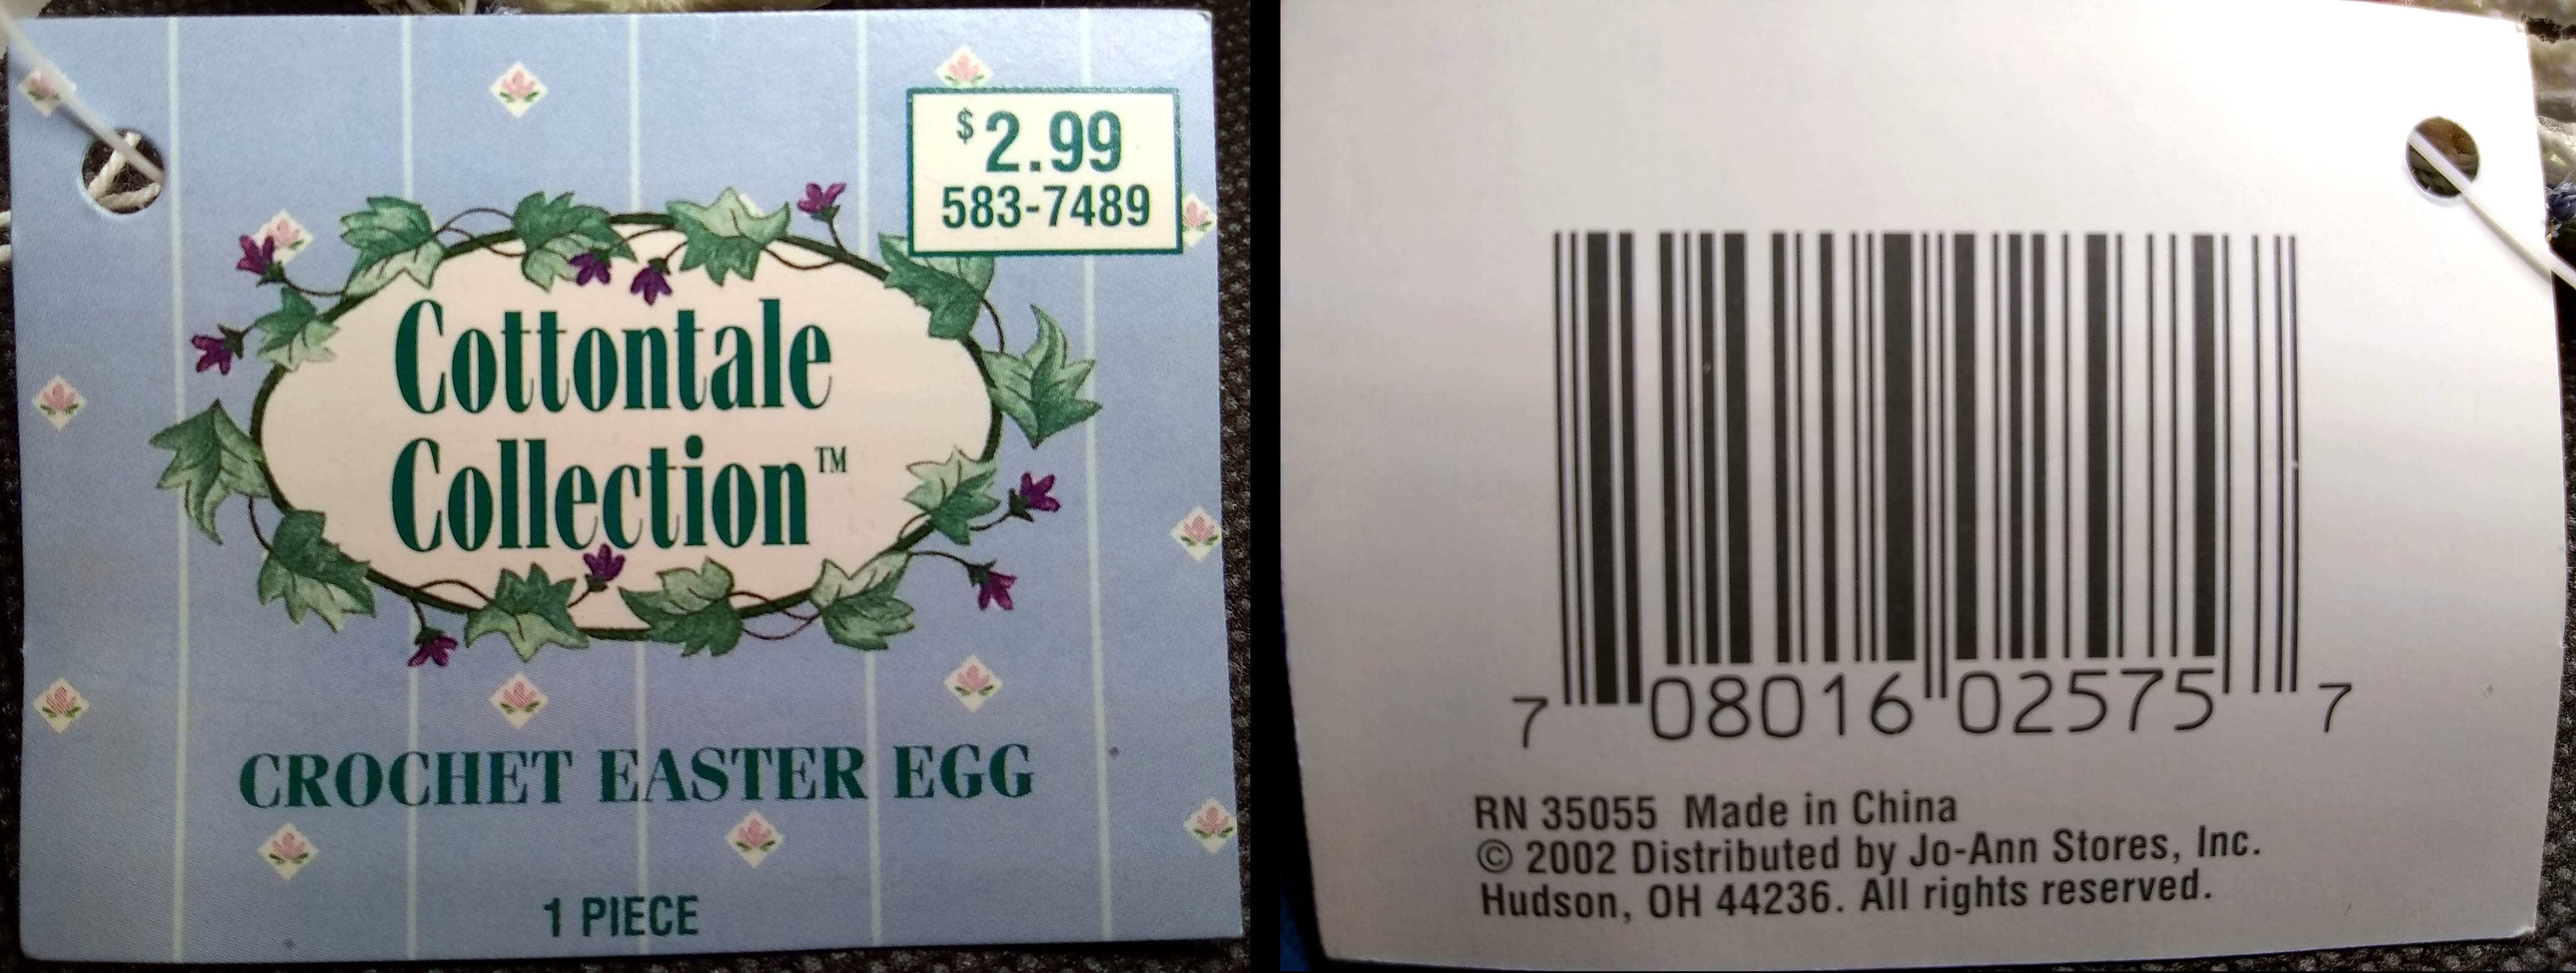 $2.99
583-7489
Cottontale
Collection™
CROCHET EASTER EGG
1 PIECE
7 08016 02575 7
RN 35055 Made in China
© 2002 Distributed by Jo-Ann Stores, Inc.
Hudson, OH 44236. All rights reserved.